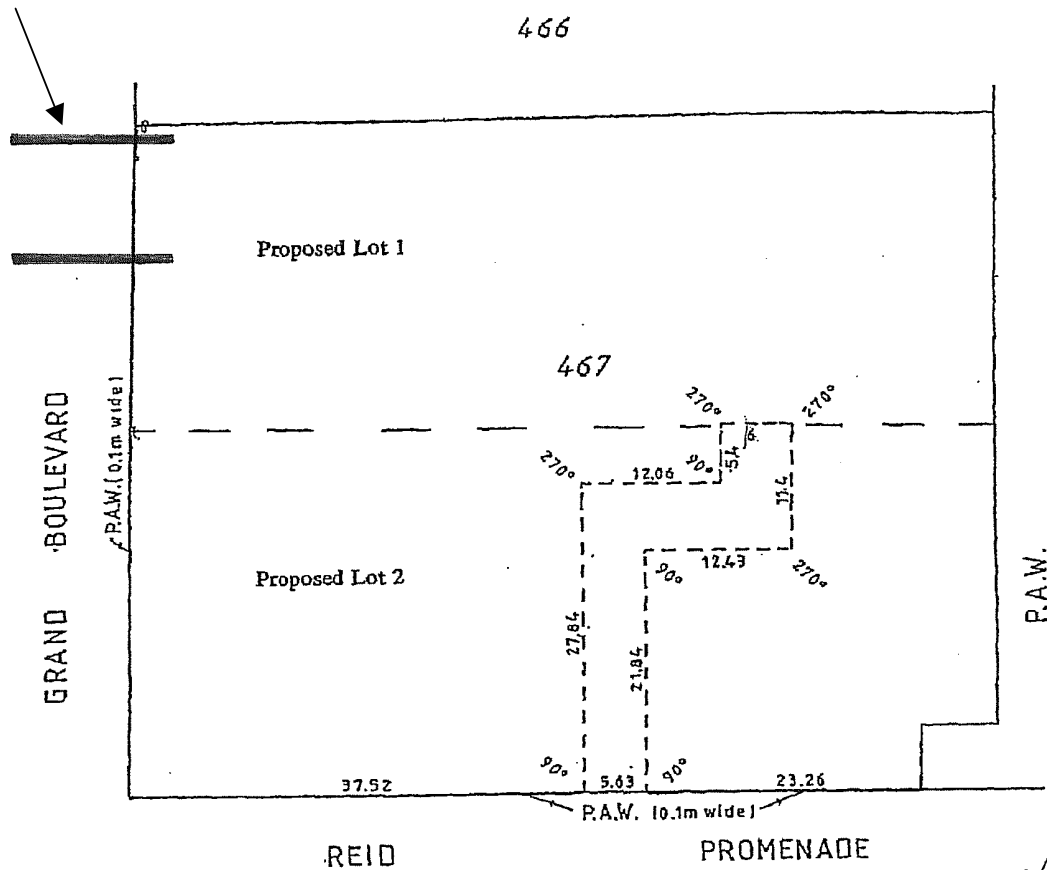 466
Proposed Lot 1
467
270°
270°
GRAND BOULEVARD
P.A.W. (0.1m wide)
270°
12.06
90°
5.4
6
11.4
Proposed Lot 2
90°
12.43
270°
P.A.W.
27.84
21.84
90°
90°
37.52
5.63
23.26
P.A.W. (0.1m wide)
REID PROMENADE